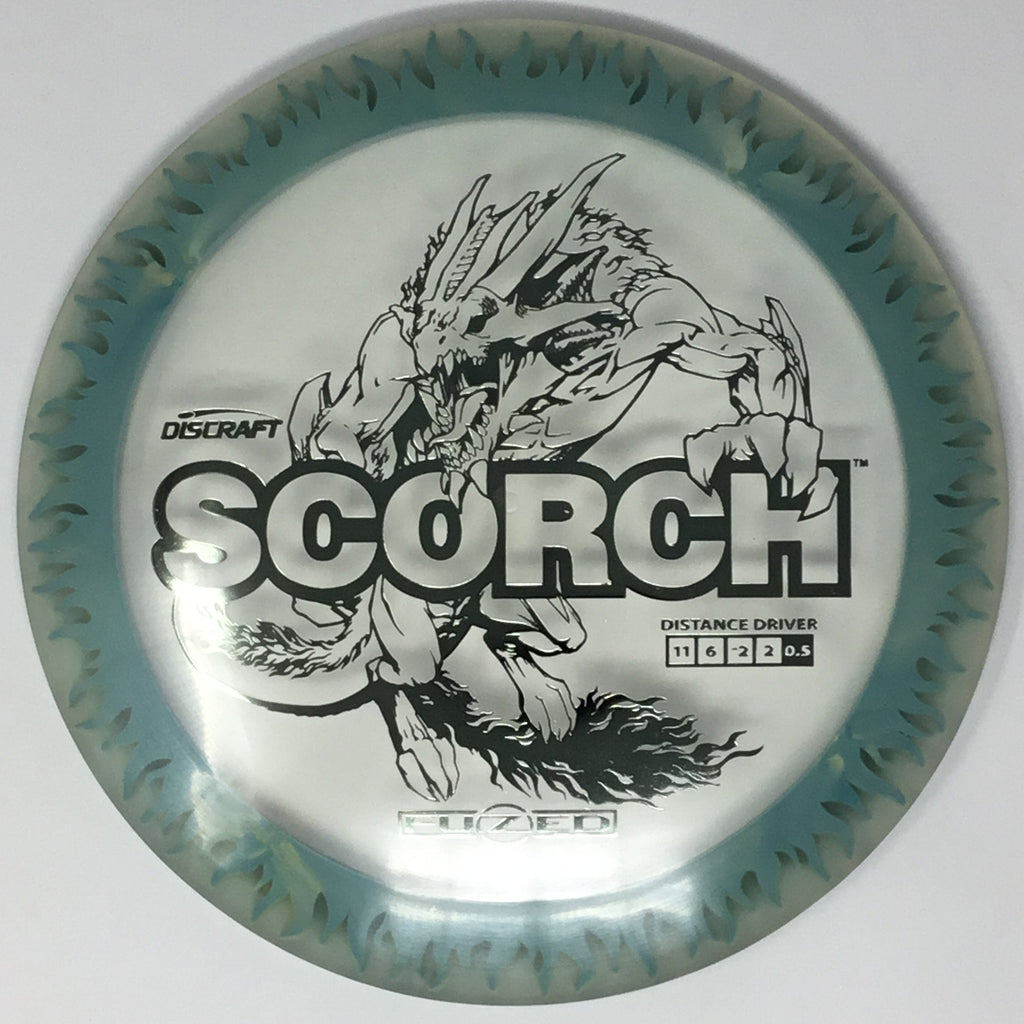 DISCRAFT
SCORCH™
DISTANCE DRIVER
11 6 -2 2 0.5
FUZED